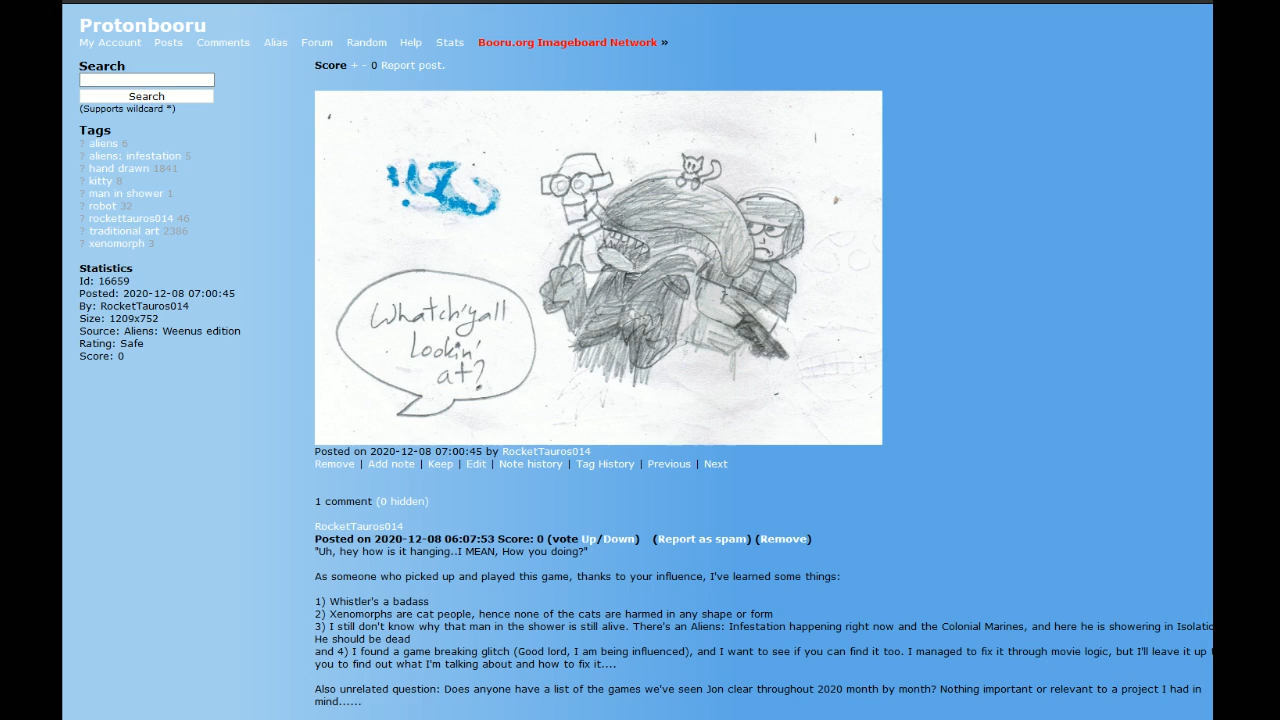 Protonbooru
My Account Posts Comments Alias Forum Random Help Stats Booru.org Imageboard Network »
Search
Search
(Supports wildcard *)
Tags
? aliens 6
? aliens: infestation 5
? hand drawn 1841
? kitty 8
? man in shower 1
? robot 32
? rockettauros014 46
? traditional art 2386
? xenomorph 3
Statistics
Id: 16659
Posted: 2020-12-08 07:00:45
By: RocketTauros014
Size: 1209x752
Source: Aliens: Weenus edition
Rating: Safe
Score: 0
Score + - 0 Report post.
Whatch'yall
Lookin'
at?
Posted on 2020-12-08 07:00:45 by RocketTauros014
Remove | Add note | Keep | Edit | Note history | Tag History | Previous | Next
1 comment (0 hidden)
RocketTauros014
Posted on 2020-12-08 06:07:53 Score: 0 (vote Up/Down) (Report as spam) (Remove)
"Uh, hey how is it hanging..I MEAN, How you doing?"
As someone who picked up and played this game, thanks to your influence, I've learned some things:
1) Whistler's a badass
2) Xenomorphs are cat people, hence none of the cats are harmed in any shape or form
3) I still don't know why that man in the shower is still alive. There's an Aliens: Infestation happening right now and the Colonial Marines, and here he is showering in
He should be dead
and 4) I found a game breaking glitch (Good lord, I am being influenced), and I want to see if you can find it too. I managed to fix it through movie logic, but I'll leave it up
you to find out what I'm talking about and how to fix it....
Also unrelated question: Does anyone have a list of the games we've seen Jon clear throughout 2020 month by month? Nothing important or relevant to a project I had in
mind......